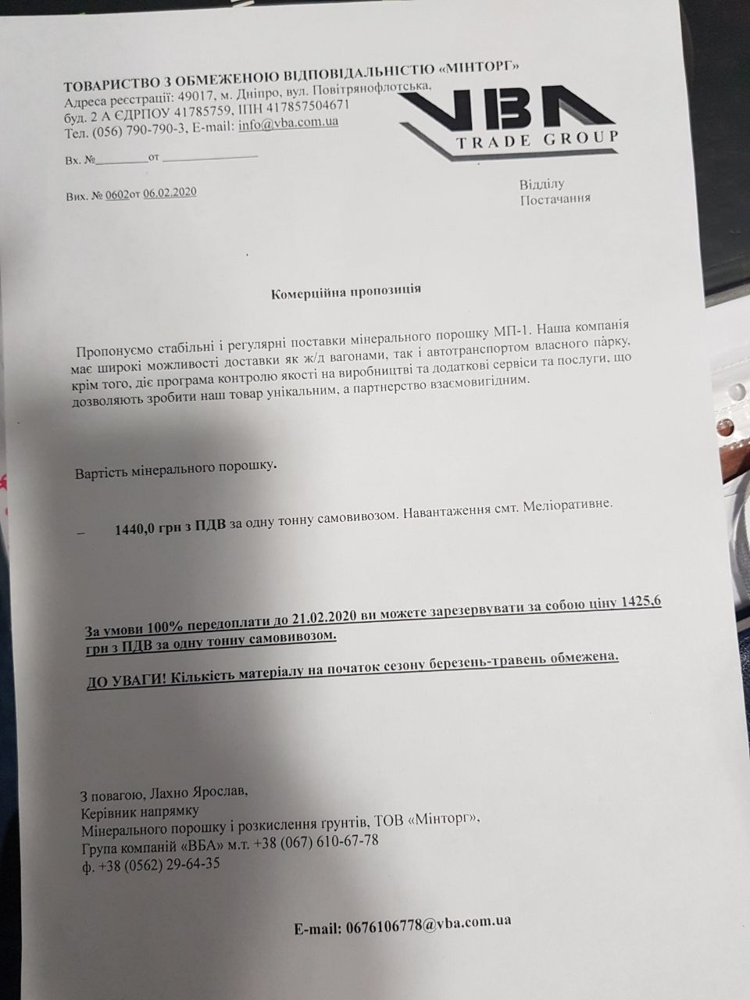 ТОВАРИСТВО З ОБМЕЖЕНОЮ ВІДПОВІДАЛЬНІСТЮ «МІНТОРГ»
Адреса реєстрації: 49017, м. Дніпро, вул. Повітрянофлотська,
буд. 2 А ЄДРПОУ 41785759, ІПН 417857504671
Тел. (056) 790-790-3, E-mail: info@vba.com.ua
VBA
TRADE GROUP
Вх. №_________от ________________
Вих. № 0602от 06.02.2020
Відділу
Постачання
Комерційна пропозиція
Пропонуємо стабільні і регулярні поставки мінерального порошку МП-1. Наша компанія
має широкі можливості доставки як ж/д вагонами, так і автотранспортом власного парку,
крім того, діє програма контролю якості на виробництві та додаткові сервіси та послуги, що
дозволяють зробити наш товар унікальним, а партнерство взаємовигідним.
Вартість мінерального порошку.
– 1440,0 грн з ПДВ за одну тонну самовивозом. Навантаження смт. Меліоративне.
За умови 100% передоплати до 21.02.2020 ви можете зарезервувати за собою ціну 1425,6
грн з ПДВ за одну тонну самовивозом.
ДО УВАГИ! Кількість матеріалу на початок сезону березень-травень обмежена.
З повагою, Лахно Ярослав,
Керівник напрямку
Мінерального порошку і розкислення ґрунтів, ТОВ «Мінторг»,
Група компаній «ВБА» м.т. +38 (067) 610-67-78
ф. +38 (0562) 29-64-35
E-mail: 0676106778@vba.com.ua